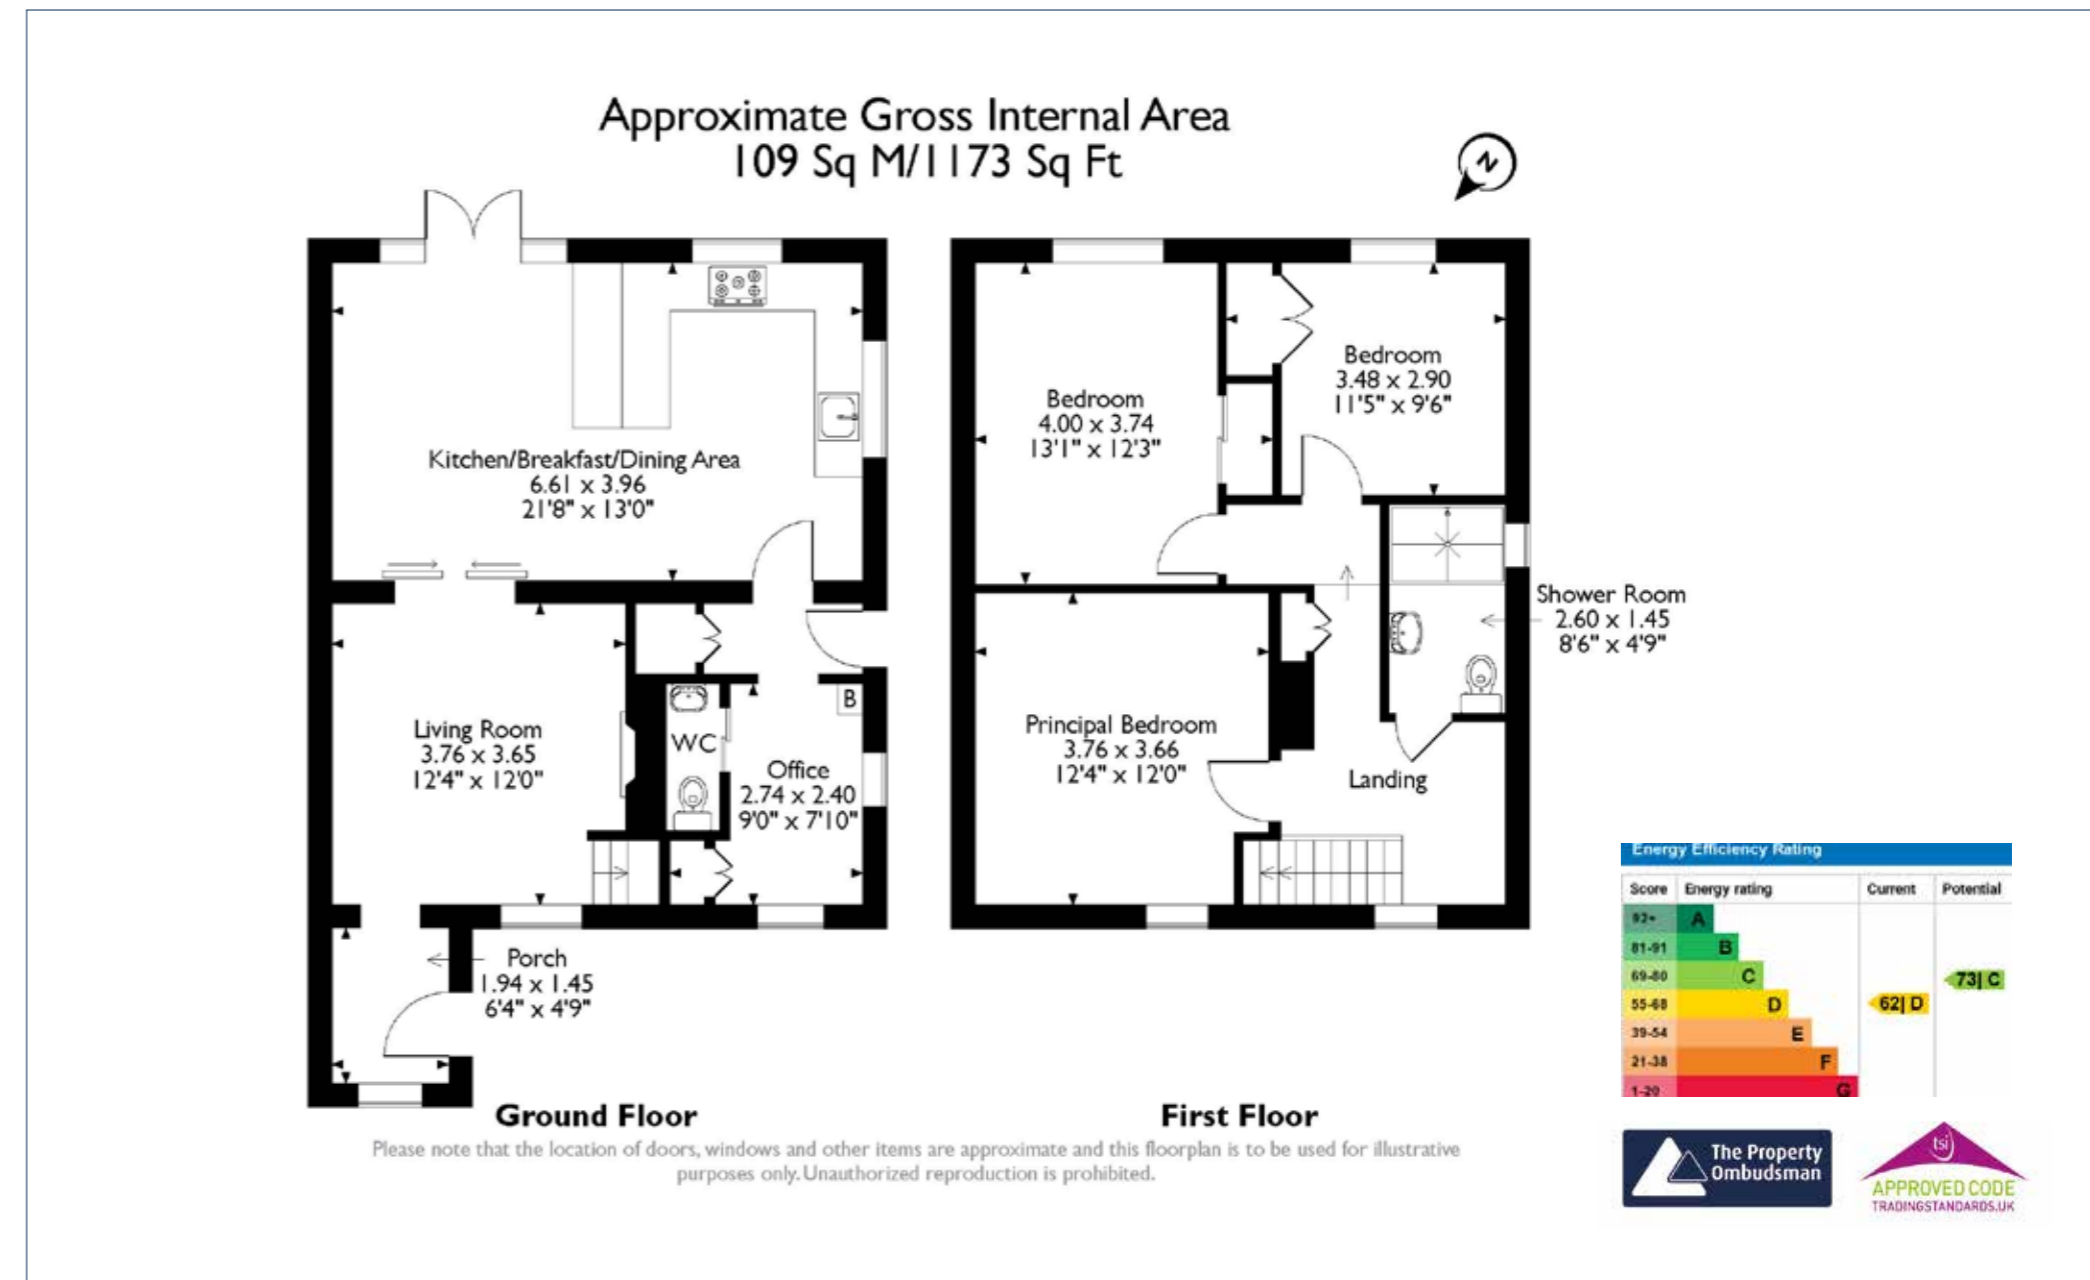 Approximate Gross Internal Area
109 Sq M/1173 Sq Ft
N
Kitchen/Breakfast/Dining Area
6.61 x 3.96
21'8" x 13'0"
Living Room
3.76 x 3.65
12'4" x 12'0"
WC
B
Office
2.74 x 2.40
9'0" x 7'10"
Porch
1.94 x 1.45
6'4" x 4'9"
Ground Floor
Bedroom
4.00 x 3.74
13'1" x 12'3"
Bedroom
3.48 x 2.90
11'5" x 9'6"
Shower Room
2.60 x 1.45
8'6" x 4'9"
Principal Bedroom
3.76 x 3.66
12'4" x 12'0"
Landing
First Floor
Please note that the location of doors, windows and other items are approximate and this floorplan is to be used for illustrative
purposes only. Unauthorized reproduction is prohibited.
Energy Efficiency Rating
Score Energy rating Current Potential
92+ A
81-91 B
69-80 C 73| C
55-68 D 62| D
39-54 E
21-38 F
1-20 G
The Property
Ombudsman
tsi
APPROVED CODE
TRADINGSTANDARDS.UK